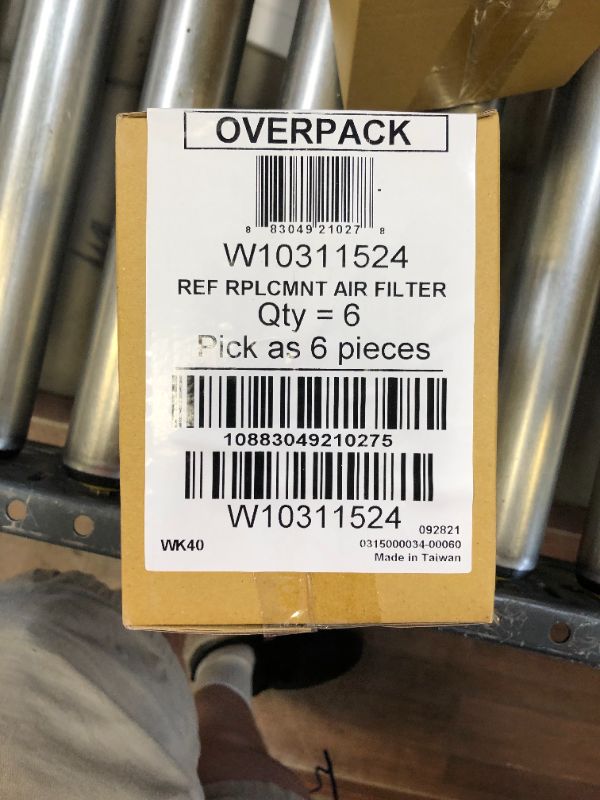 OVERPACK
8 83049 21027 8
W10311524
REF RPLCMNT AIR FILTER
Qty = 6
Pick as 6 pieces
10883049210275
W10311524
092821
WK40
0315000034-00060
Made in Taiwan